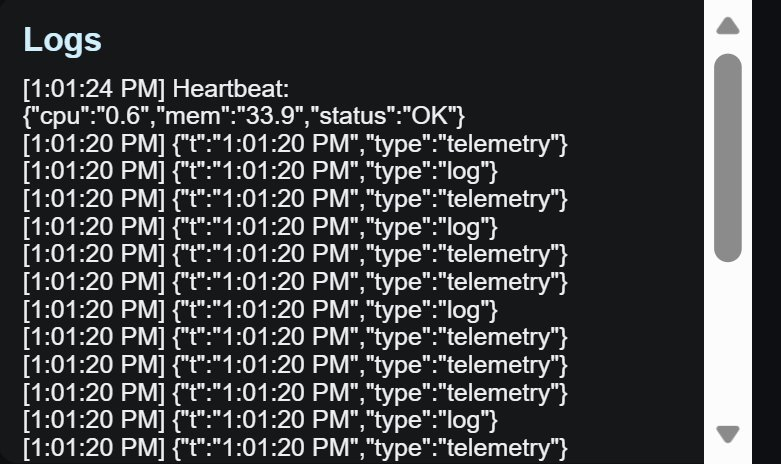 Logs
[1:01:24 PM] Heartbeat:
{"cpu":"0.6","mem":"33.9","status":"OK"}
[1:01:20 PM] {"t":"1:01:20 PM","type":"telemetry"}
[1:01:20 PM] {"t":"1:01:20 PM","type":"log"}
[1:01:20 PM] {"t":"1:01:20 PM","type":"telemetry"}
[1:01:20 PM] {"t":"1:01:20 PM","type":"log"}
[1:01:20 PM] {"t":"1:01:20 PM","type":"telemetry"}
[1:01:20 PM] {"t":"1:01:20 PM","type":"telemetry"}
[1:01:20 PM] {"t":"1:01:20 PM","type":"log"}
[1:01:20 PM] {"t":"1:01:20 PM","type":"telemetry"}
[1:01:20 PM] {"t":"1:01:20 PM","type":"telemetry"}
[1:01:20 PM] {"t":"1:01:20 PM","type":"telemetry"}
[1:01:20 PM] {"t":"1:01:20 PM","type":"log"}
[1:01:20 PM] {"t":"1:01:20 PM","type":"telemetry"}